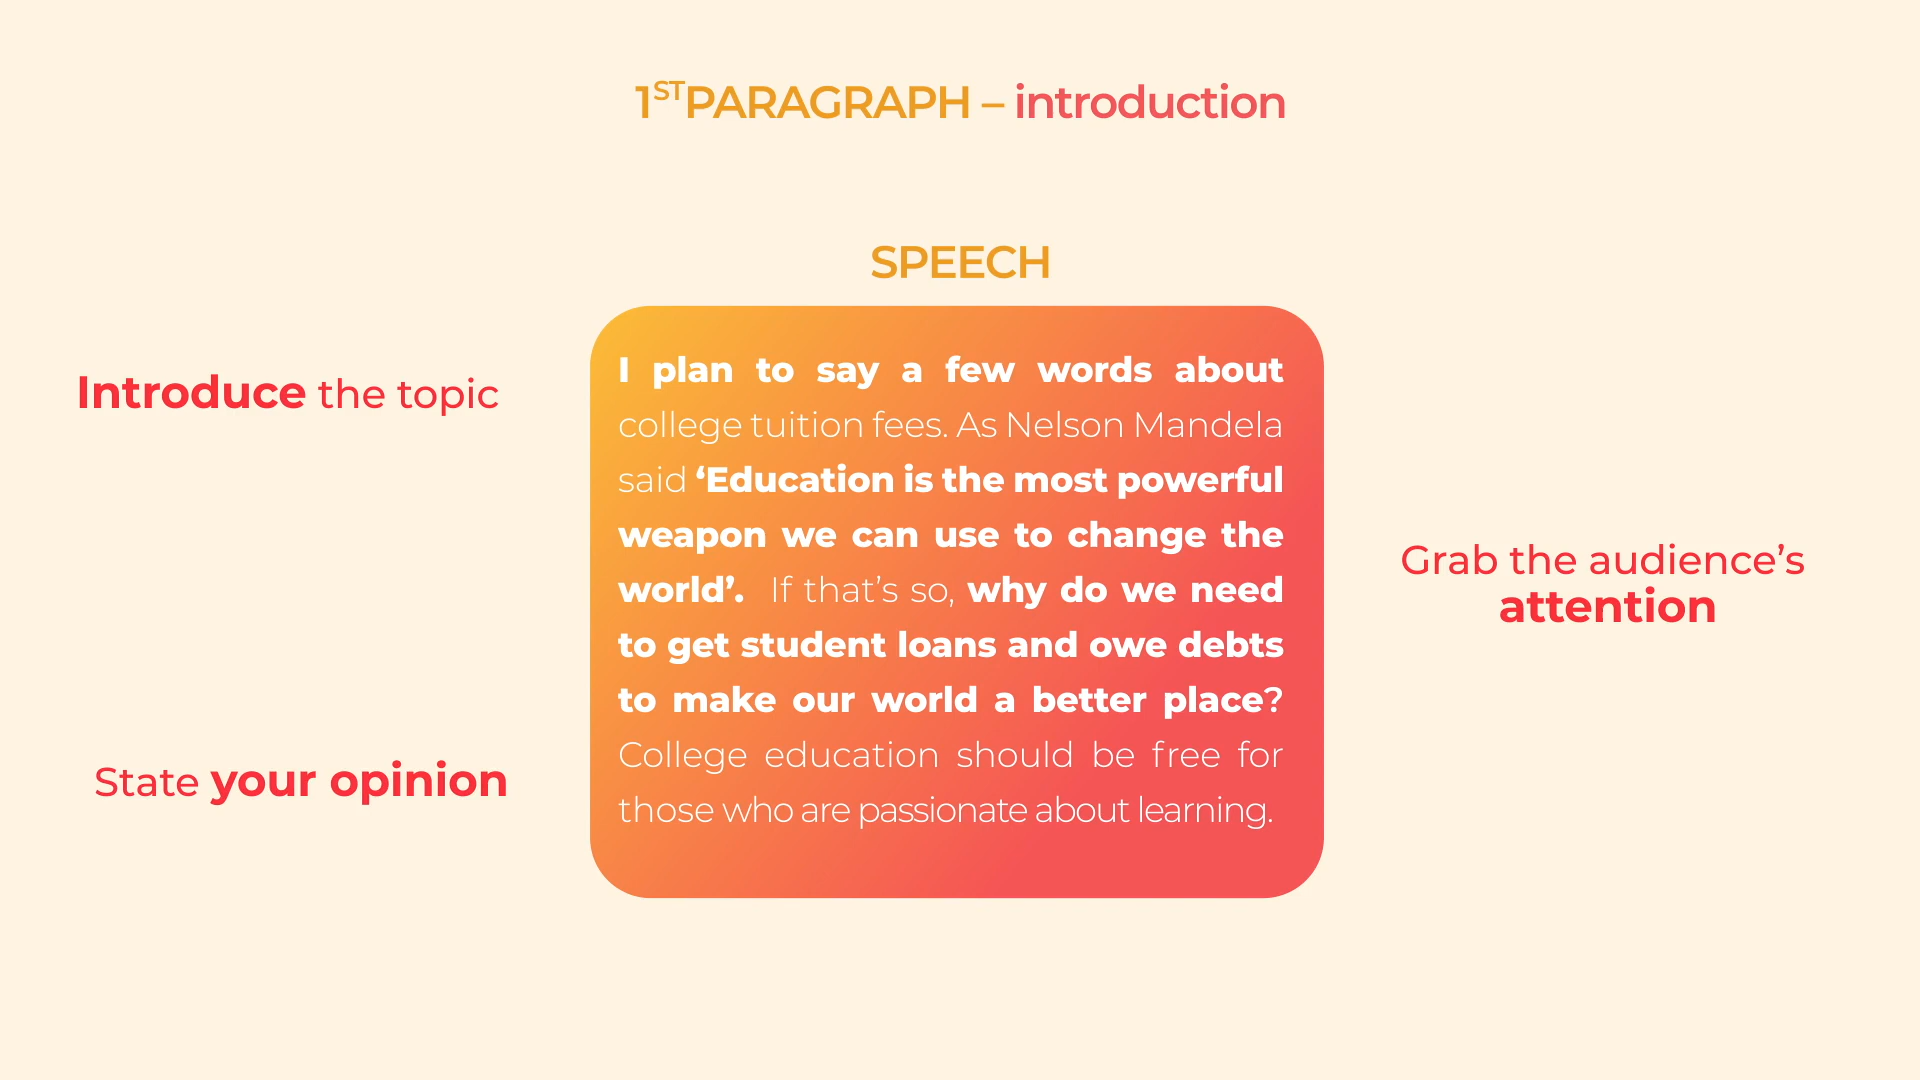 1STPARAGRAPH – introduction
SPEECH
Introduce the topic
I plan to say a few words about
college tuition fees. As Nelson Mandela
said ‘Education is the most powerful
weapon we can use to change the
world’. If that’s so, why do we need
to get student loans and owe debts
to make our world a better place?
College education should be free for
those who are passionate about learning.
Grab the audience’s
attention
State your opinion